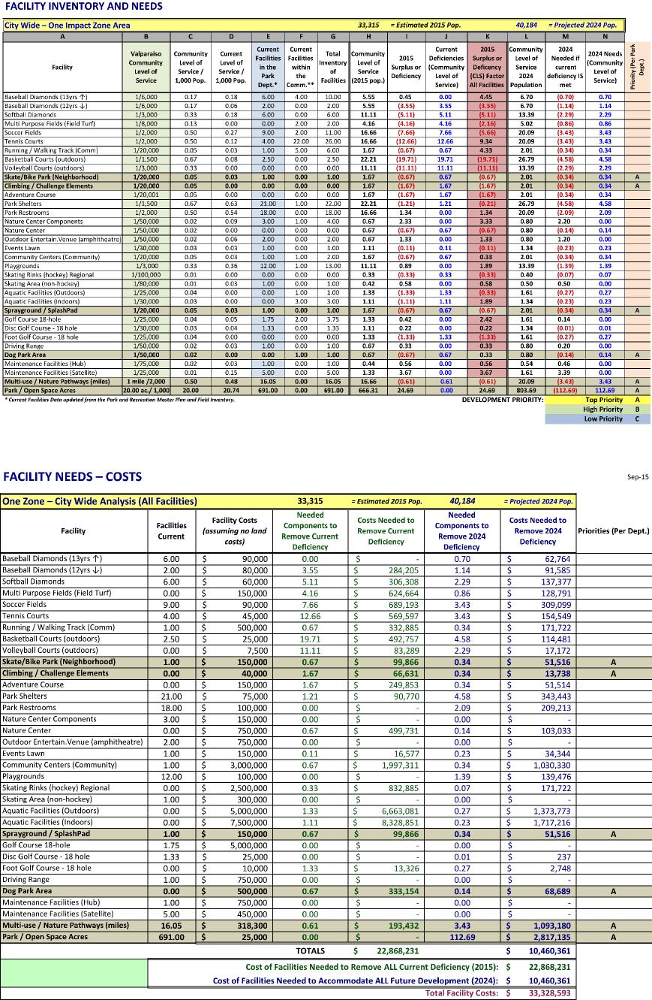 FACILITY INVENTORY AND NEEDS
City Wide – One Impact Zone Area 33,315 = Estimated 2015 Pop. 40,184 = Projected 2024 Pop.
A B C D E F G H I J K L M N
Facility Valparaiso Community Level of Service Community Level of Service / 1,000 Pop. Current Level of Service / 1,000 Pop. Current Facilities in the Park Dept.* Current Facilities within the Comm.** Total Inventory of Facilities Community Level of Service (2015 pop.) 2015 Surplus or Deficiency Current Deficiencies (Community Level of Service) 2015 Surplus or Deficency (CLS) Factor All Facilities Community Level of Service 2024 Population 2024 Needed if current deficiency IS met 2024 Needs (Community Level of Service) Priority (Per Park Dept.)
Baseball Diamonds (13yrs ↑) 1/6,000 0.17 0.18 6.00 4.00 10.00 5.55 0.45 0.00 4.45 6.70 (0.70) 0.70
Baseball Diamonds (12yrs ↓) 1/6,000 0.17 0.06 2.00 0.00 2.00 5.55 (3.55) 3.55 (3.55) 6.70 (1.14) 1.14
Softball Diamonds 1/3,000 0.33 0.18 6.00 0.00 6.00 11.11 (5.11) 5.11 (5.11) 13.39 (2.29) 2.29
Multi Purpose Fields (Field Turf) 1/8,000 0.13 0.00 0.00 2.00 2.00 4.16 (4.16) 4.16 (2.16) 5.02 (0.86) 0.86
Soccer Fields 1/2,000 0.50 0.27 9.00 2.00 11.00 16.66 (7.66) 7.66 (5.66) 20.09 (3.43) 3.43
Tennis Courts 1/2,000 0.50 0.12 4.00 22.00 26.00 16.66 (12.66) 12.66 9.34 20.09 (3.43) 3.43
Running / Walking Track (Comm) 1/20,000 0.05 0.03 1.00 5.00 6.00 1.67 (0.67) 0.67 4.33 2.01 (0.34) 0.34
Basketball Courts (outdoors) 1/1,500 0.67 0.08 2.50 0.00 2.50 22.21 (19.71) 19.71 (19.71) 26.79 (4.58) 4.58
Volleyball Courts (outdoors) 1/3,000 0.33 0.00 0.00 0.00 0.00 11.11 (11.11) 11.11 (11.11) 13.39 (2.29) 2.29
Skate/Bike Park (Neighborhood) 1/20,000 0.05 0.03 1.00 0.00 1.00 1.67 (0.67) 0.67 (0.67) 2.01 (0.34) 0.34 A
Climbing / Challenge Elements 1/20,000 0.05 0.00 0.00 0.00 0.00 1.67 (1.67) 1.67 (1.67) 2.01 (0.34) 0.34 A
Adventure Course 1/20,001 0.05 0.00 0.00 0.00 0.00 1.67 (1.67) 1.67 (1.67) 2.01 (0.34) 0.34
Park Shelters 1/1,500 0.67 0.63 21.00 1.00 22.00 22.21 (1.21) 1.21 (0.21) 26.79 (4.58) 4.58
Park Restrooms 1/2,000 0.50 0.54 18.00 0.00 18.00 16.66 1.34 0.00 1.34 20.09 (2.09) 2.09
Nature Center Components 1/50,000 0.02 0.09 3.00 1.00 4.00 0.67 2.33 0.00 3.33 0.80 2.20 0.00
Nature Center 1/50,000 0.02 0.00 0.00 0.00 0.00 0.67 (0.67) 0.67 (0.67) 0.80 (0.14) 0.14
Outdoor Entertain.Venue (amphitheatre) 1/50,000 0.02 0.06 2.00 0.00 2.00 0.67 1.33 0.00 1.33 0.80 1.20 0.00
Events Lawn 1/30,000 0.03 0.03 1.00 0.00 1.00 1.11 (0.11) 0.11 (0.11) 1.34 (0.23) 0.23
Community Centers (Community) 1/20,000 0.05 0.03 1.00 1.00 2.00 1.67 (0.67) 0.67 0.33 2.01 (0.34) 0.34
Playgrounds 1/3,000 0.33 0.36 12.00 1.00 13.00 11.11 0.89 0.00 1.89 13.39 (1.39) 1.39
Skating Rinks (hockey) Regional 1/100,000 0.01 0.00 0.00 0.00 0.00 0.33 (0.33) 0.33 (0.33) 0.40 (0.07) 0.07
Skating Area (non-hockey) 1/80,000 0.01 0.03 1.00 0.00 1.00 0.42 0.58 0.00 0.58 0.50 0.50 0.00
Aquatic Facilities (Outdoors) 1/25,000 0.04 0.00 0.00 1.00 1.00 1.33 (1.33) 1.33 (0.33) 1.61 (0.27) 0.27
Aquatic Facilities (Indoors) 1/30,000 0.03 0.00 0.00 3.00 3.00 1.11 (1.11) 1.11 1.89 1.34 (0.23) 0.23
Sprayground / SplashPad 1/20,000 0.05 0.03 1.00 0.00 1.00 1.67 (0.67) 0.67 (0.67) 2.01 (0.34) 0.34 A
Golf Course 18-hole 1/25,000 0.04 0.05 1.75 2.00 3.75 1.33 0.42 0.00 2.42 1.61 0.14 0.00
Disc Golf Course - 18 hole 1/30,000 0.03 0.04 1.33 0.00 1.33 1.11 0.22 0.00 0.22 1.34 (0.01) 0.01
Foot Golf Course - 18 hole 1/25,000 0.04 0.00 0.00 0.00 0.00 1.33 (1.33) 1.33 (1.33) 1.61 (0.27) 0.27
Driving Range 1/50,000 0.02 0.03 1.00 0.00 1.00 0.67 0.33 0.00 0.33 0.80 0.20 0.00
Dog Park Area 1/50,000 0.02 0.00 0.00 1.00 1.00 0.67 (0.67) 0.67 0.33 0.80 (0.14) 0.14 A
Maintenance Facilities (Hub) 1/75,000 0.02 0.03 1.00 0.00 1.00 0.44 0.56 0.00 0.56 0.54 0.46 0.00
Maintenance Facilities (Satellite) 1/25,000 0.01 0.15 5.00 0.00 5.00 1.33 3.67 0.00 3.67 1.61 3.39 0.00
Multi-use / Nature Pathways (miles) 1 mile /2,000 0.50 0.48 16.05 0.00 16.05 16.66 (0.61) 0.61 (0.61) 20.09 (3.43) 3.43 A
Park / Open Space Acres 20.00 ac./ 1,000 20.00 20.74 691.00 0.00 691.00 666.31 24.69 0.00 24.69 803.69 (112.69) 112.69 A
* Current Facilities Data updated from the Park and Recreation Master Plan and Field Inventory. DEVELOPMENT PRIORITY: Top Priority A
High Priority B
Low Priority C
FACILITY NEEDS – COSTS Sep-15
One Zone – City Wide Analysis (All Facilities) 33,315 = Estimated 2015 Pop. 40,184 = Projected 2024 Pop.
Facility Facilities Current Facility Costs (assuming no land costs) Needed Components to Remove Current Deficiency Costs Needed to Remove Current Deficiency Needed Components to Remove 2024 Deficiency Costs Needed to Remove 2024 Deficiency Priorities (Per Dept.)
Baseball Diamonds (13yrs ↑) 6.00 $ 90,000 0.00 $ - 0.70 $ 62,764
Baseball Diamonds (12yrs ↓) 2.00 $ 80,000 3.55 $ 284,205 1.14 $ 91,585
Softball Diamonds 6.00 $ 60,000 5.11 $ 306,308 2.29 $ 137,377
Multi Purpose Fields (Field Turf) 0.00 $ 150,000 4.16 $ 624,664 0.86 $ 128,791
Soccer Fields 9.00 $ 90,000 7.66 $ 689,193 3.43 $ 309,099
Tennis Courts 4.00 $ 45,000 12.66 $ 569,597 3.43 $ 154,549
Running / Walking Track (Comm) 1.00 $ 500,000 0.67 $ 332,885 0.34 $ 171,722
Basketball Courts (outdoors) 2.50 $ 25,000 19.71 $ 492,757 4.58 $ 114,481
Volleyball Courts (outdoors) 0.00 $ 7,500 11.11 $ 83,289 2.29 $ 17,172
Skate/Bike Park (Neighborhood) 1.00 $ 150,000 0.67 $ 99,866 0.34 $ 51,516 A
Climbing / Challenge Elements 0.00 $ 40,000 1.67 $ 66,631 0.34 $ 13,738 A
Adventure Course 0.00 $ 150,000 1.67 $ 249,853 0.34 $ 51,514
Park Shelters 21.00 $ 75,000 1.21 $ 90,770 4.58 $ 343,443
Park Restrooms 18.00 $ 100,000 0.00 $ - 2.09 $ 209,213
Nature Center Components 3.00 $ 150,000 0.00 $ - 0.00 $ -
Nature Center 0.00 $ 750,000 0.67 $ 499,731 0.14 $ 103,033
Outdoor Entertain.Venue (amphitheatre) 2.00 $ 750,000 0.00 $ - 0.00 $ -
Events Lawn 1.00 $ 150,000 0.11 $ 16,577 0.23 $ 34,344
Community Centers (Community) 1.00 $ 3,000,000 0.67 $ 1,997,311 0.34 $ 1,030,330
Playgrounds 12.00 $ 100,000 0.00 $ - 1.39 $ 139,476
Skating Rinks (hockey) Regional 0.00 $ 2,500,000 0.33 $ 832,885 0.07 $ 171,722
Skating Area (non-hockey) 1.00 $ 300,000 0.00 $ - 0.00 $ -
Aquatic Facilities (Outdoors) 0.00 $ 5,000,000 1.33 $ 6,663,081 0.27 $ 1,373,773
Aquatic Facilities (Indoors) 0.00 $ 7,500,000 1.11 $ 8,328,851 0.23 $ 1,717,216
Sprayground / SplashPad 1.00 $ 150,000 0.67 $ 99,866 0.34 $ 51,516 A
Golf Course 18-hole 1.75 $ 5,000,000 0.00 $ - 0.00 $ -
Disc Golf Course - 18 hole 1.33 $ 25,000 0.00 $ - 0.01 $ 237
Foot Golf Course - 18 hole 0.00 $ 10,000 1.33 $ 13,326 0.27 $ 2,748
Driving Range 1.00 $ 750,000 0.00 $ - 0.00 $ -
Dog Park Area 0.00 $ 500,000 0.67 $ 333,154 0.14 $ 68,689 A
Maintenance Facilities (Hub) 1.00 $ 750,000 0.00 $ - 0.00 $ -
Maintenance Facilities (Satellite) 5.00 $ 450,000 0.00 $ - 0.00 $ -
Multi-use / Nature Pathways (miles) 16.05 $ 318,300 0.61 $ 193,432 3.43 $ 1,093,180 A
Park / Open Space Acres 691.00 $ 25,000 0.00 $ - 112.69 $ 2,817,135 A
TOTALS $ 22,868,231 $ 10,460,361
Cost of Facilities Needed to Remove ALL Current Deficiency (2015): $ 22,868,231
Cost of Facilities Needed to Accommodate ALL Future Development (2024): $ 10,460,361
Total Facility Costs: $ 33,328,593